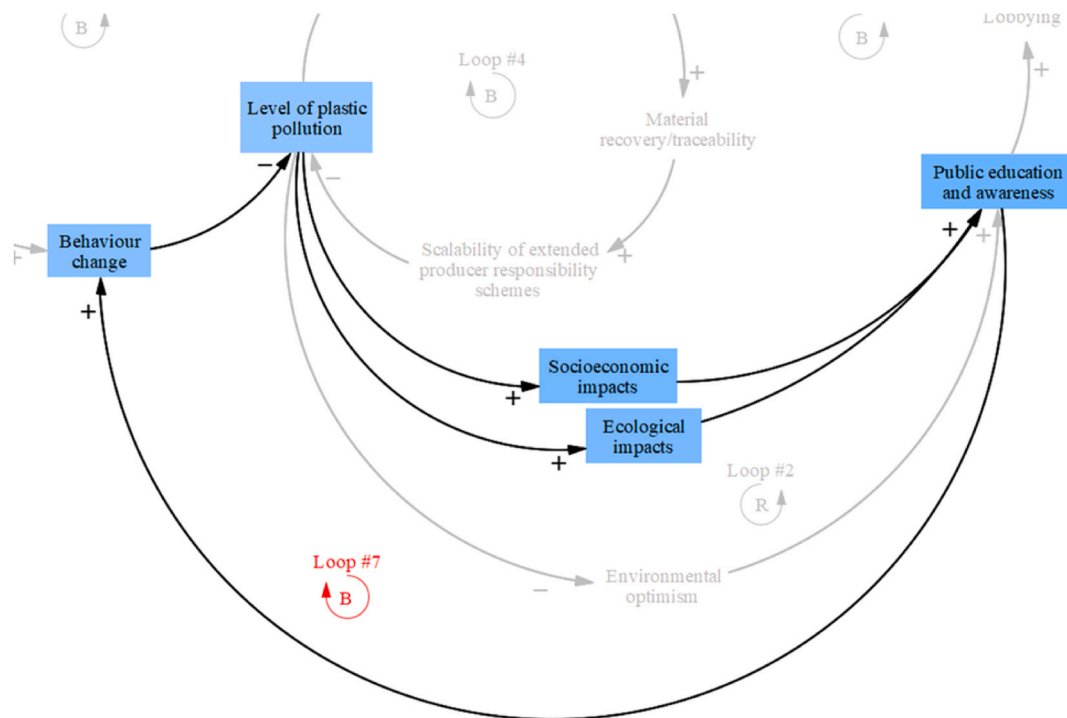 Lobbying
B
B
Loop #4
B
+
Level of plastic
pollution
Material
recovery/traceability
+
−
−
Public education
and awareness
Behaviour
change
+
+
Scalability of extended
producer responsibility
schemes
+
+
+
+
Socioeconomic
impacts
+
Ecological
impacts
+
Loop #2
R
Loop #7
B
Environmental
optimism
−